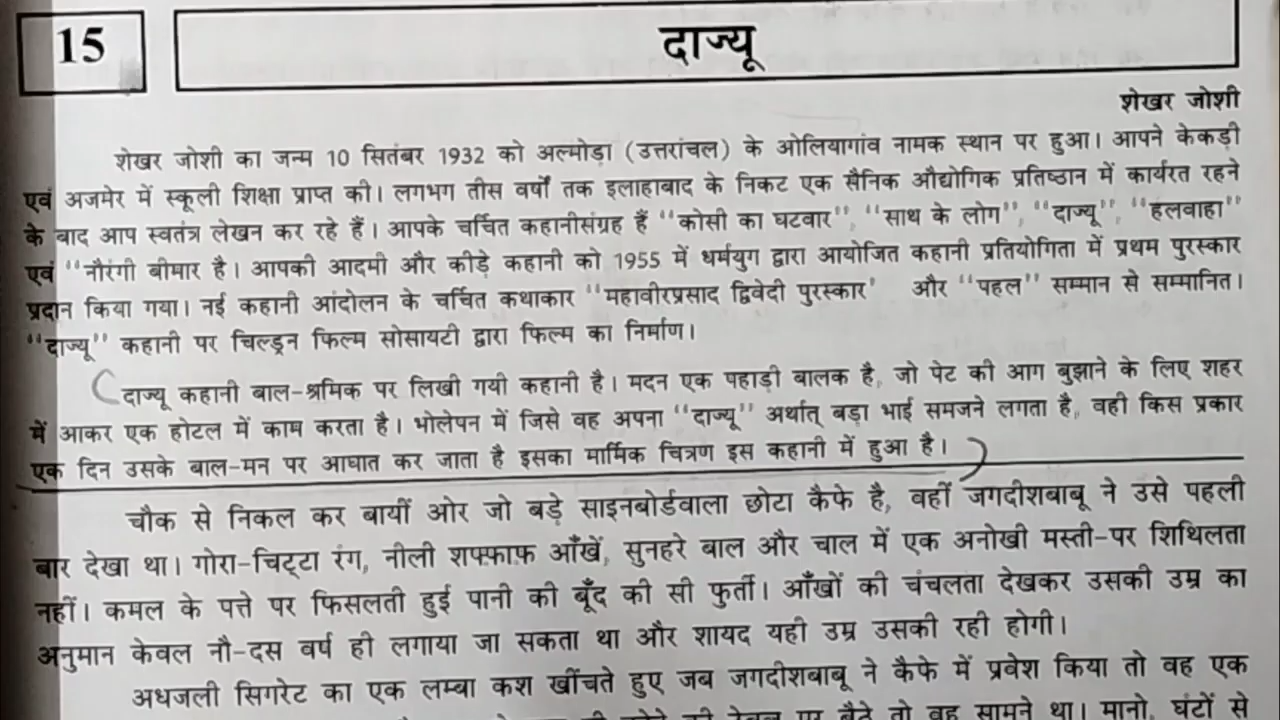 15
दाज्यू
शेखर जोशी
शेखर जोशी का जन्म 10 सितंबर 1932 को अल्मोड़ा (उत्तरांचल) के ओलियागांव नामक स्थान पर हुआ। आपने केकड़ी
एवं अजमेर में स्कूली शिक्षा प्राप्त की। लगभग तीस वर्षों तक इलाहाबाद के निकट एक सैनिक औद्योगिक प्रतिष्ठान में कार्यरत रहने
के बाद आप स्वतंत्र लेखन कर रहे हैं। आपके चर्चित कहानीसंग्रह हैं “कोसी का घटवार”, “साथ के लोग”, “दाज्यू”, “हलवाहा”
एवं “नौरंगी बीमार है। आपकी आदमी और कीड़े कहानी को 1955 में धर्मयुग द्वारा आयोजित कहानी प्रतियोगिता में प्रथम पुरस्कार
प्रदान किया गया। नई कहानी आंदोलन के चर्चित कथाकार “महावीरप्रसाद द्विवेदी पुरस्कार’ और “पहल” सम्मान से सम्मानित।
“दाज्यू” कहानी पर चिल्ड्रन फिल्म सोसायटी द्वारा फिल्म का निर्माण।
दाज्यू कहानी बाल-श्रमिक पर लिखी गयी कहानी है। मदन एक पहाड़ी बालक है, जो पेट की आग बुझाने के लिए शहर
में आकर एक होटल में काम करता है। भोलेपन में जिसे वह अपना “दाज्यू” अर्थात् बड़ा भाई समजने लगता है, वही किस प्रकार
एक दिन उसके बाल-मन पर आघात कर जाता है इसका मार्मिक चित्रण इस कहानी में हुआ है।
चौक से निकल कर बायीं ओर जो बड़े साइनबोर्डवाला छोटा कैफे है, वहीं जगदीशबाबू ने उसे पहली
बार देखा था। गोरा-चिट्टा रंग, नीली शफ्फाफ आँखें, सुनहरे बाल और चाल में एक अनोखी मस्ती-पर शिथिलता
नहीं। कमल के पत्ते पर फिसलती हुई पानी की बूँद की सी फुर्ती। आँखों की चंचलता देखकर उसकी उम्र का
अनुमान केवल नौ-दस वर्ष ही लगाया जा सकता था और शायद यही उम्र उसकी रही होगी।
अधजली सिगरेट का एक लम्बा कश खींचते हुए जब जगदीशबाबू ने कैफे में प्रवेश किया तो वह एक
पर बैठे तो वह सामने था। मानो, घंटों से